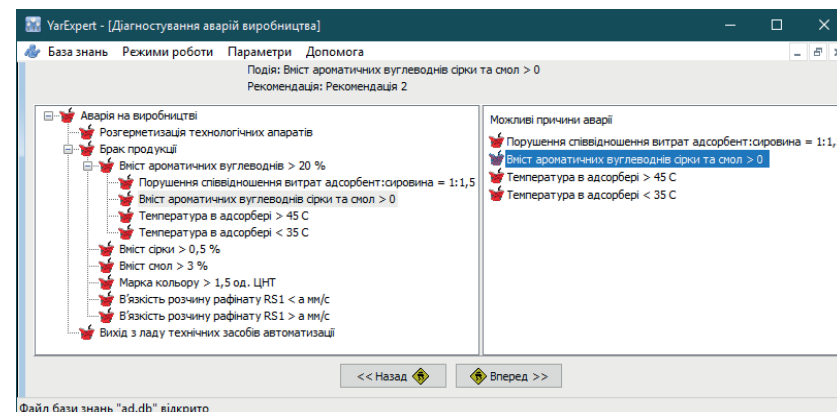 YarExpert - [Діагностування аварій виробництва]
База знань Режими роботи Параметри Допомога
Подія: Вміст ароматичних вуглеводнів сірки та смол > 0
Рекомендація: Рекомендація 2
Аварія на виробництві
Розгерметизація технологічних апаратів
Брак продукції
Вміст ароматичних вуглеводнів > 20 %
Порушення співвідношення витрат адсорбент:сировина = 1:1,5
Вміст ароматичних вуглеводнів сірки та смол > 0
Температура в адсорбері > 45 С
Температура в адсорбері < 35 С
Вміст сірки > 0,5 %
Вміст смол > 3 %
Марка кольору > 1,5 од. ЦНТ
В'язкість розчину рафінату RS1 < а мм/с
В'язкість розчину рафінату RS1 > а мм/с
Вихід з ладу технічних засобів автоматизації
Можливі причини аварії
Порушення співвідношення витрат адсорбент:сировина = 1:1,
Вміст ароматичних вуглеводнів сірки та смол > 0
Температура в адсорбері > 45 С
Температура в адсорбері < 35 С
<< Назад
Вперед >>
Файл бази знань "ad.db" відкрито